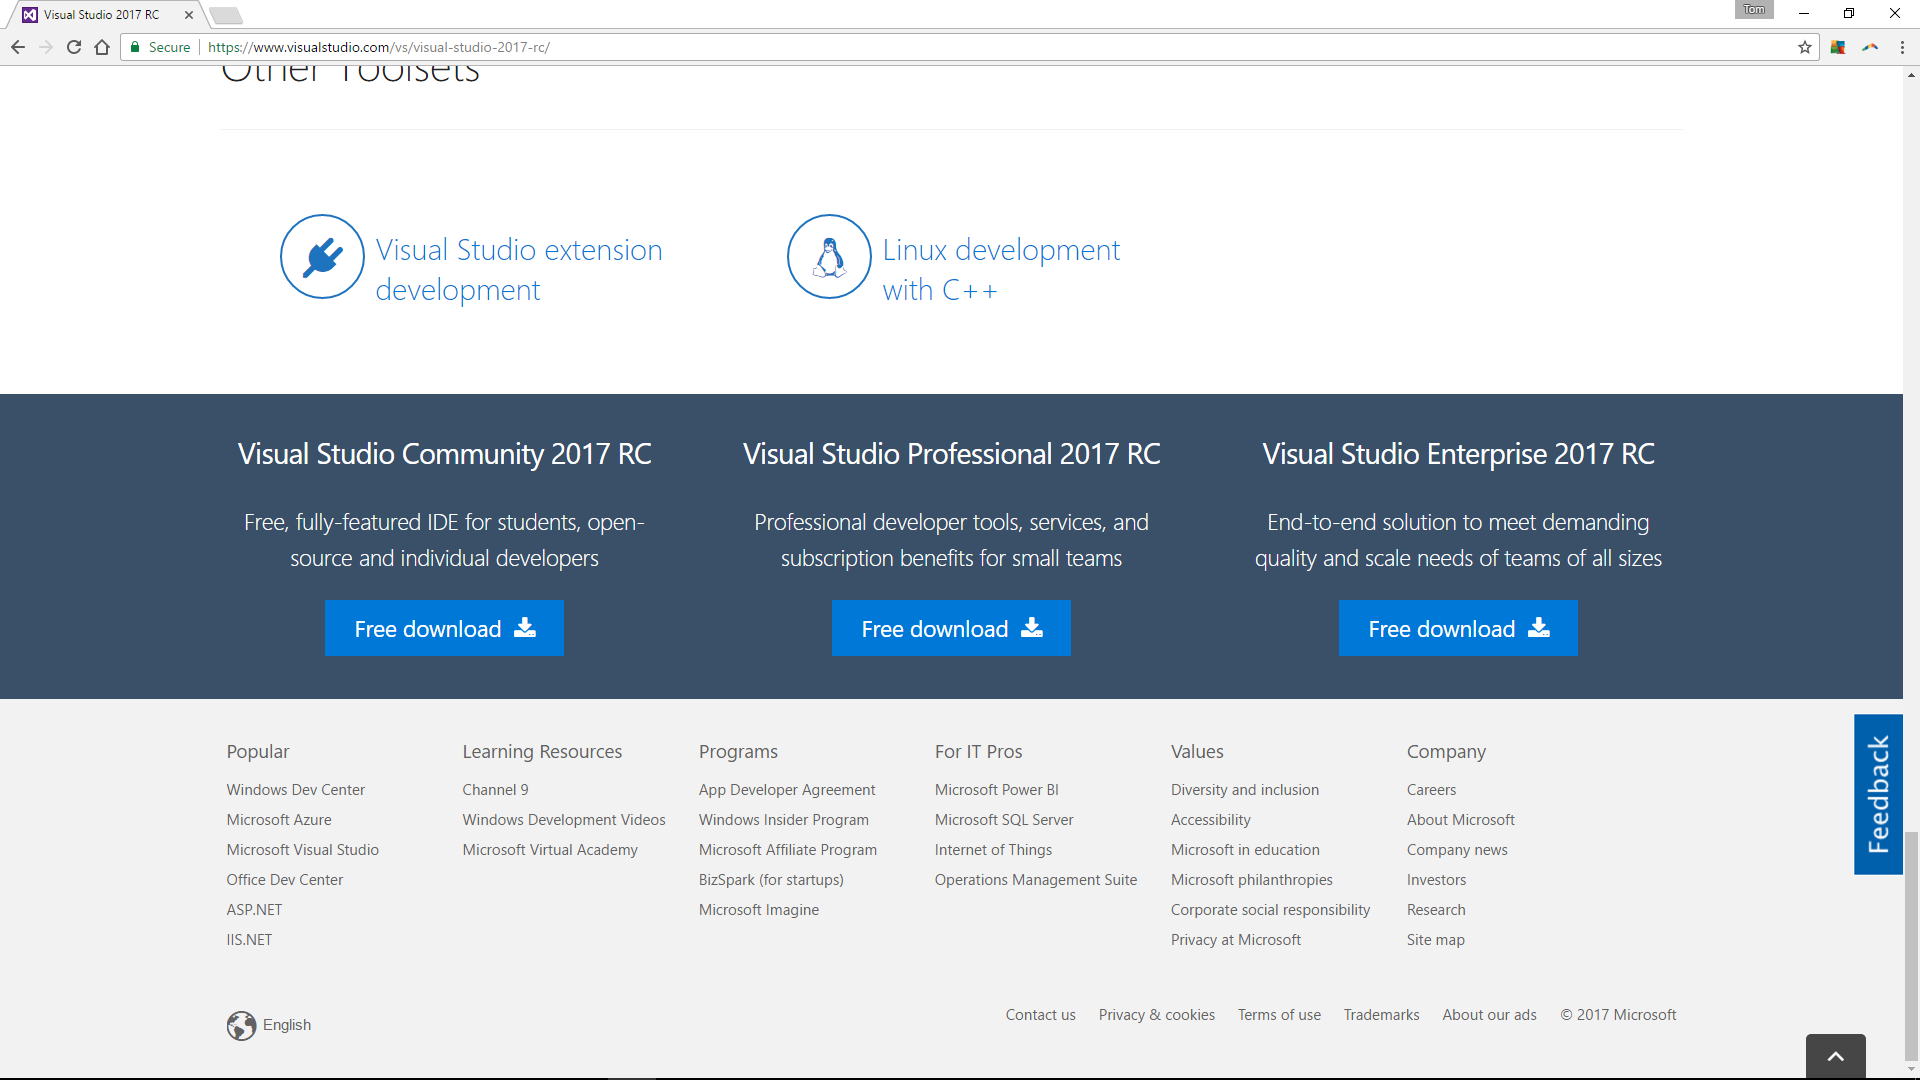 Visual Studio 2017 RC
Tom
Secure
https://www.visualstudio.com/vs/visual-studio-2017-rc/
Other Toolsets
Visual Studio extension
development
Linux development
with C++
Visual Studio Community 2017 RC
Free, fully-featured IDE for students, open-
source and individual developers
Free download
Visual Studio Professional 2017 RC
Professional developer tools, services, and
subscription benefits for small teams
Free download
Visual Studio Enterprise 2017 RC
End-to-end solution to meet demanding
quality and scale needs of teams of all sizes
Free download
Feedback
Popular
Windows Dev Center
Microsoft Azure
Microsoft Visual Studio
Office Dev Center
ASP.NET
IIS.NET
Learning Resources
Channel 9
Windows Development Videos
Microsoft Virtual Academy
Programs
App Developer Agreement
Windows Insider Program
Microsoft Affiliate Program
BizSpark (for startups)
Microsoft Imagine
For IT Pros
Microsoft Power BI
Microsoft SQL Server
Internet of Things
Operations Management Suite
Values
Diversity and inclusion
Accessibility
Microsoft in education
Microsoft philanthropies
Corporate social responsibility
Privacy at Microsoft
Company
Careers
About Microsoft
Company news
Investors
Research
Site map
English
Contact us
Privacy & cookies
Terms of use
Trademarks
About our ads
© 2017 Microsoft